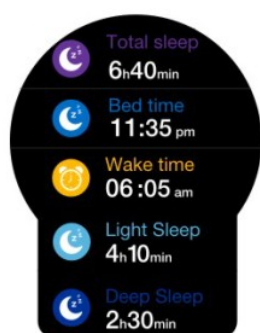 Total sleep
6h40min
Bed time
11:35 pm
Wake time
06:05 am
Light Sleep
4h10min
Deep Sleep
2h30min